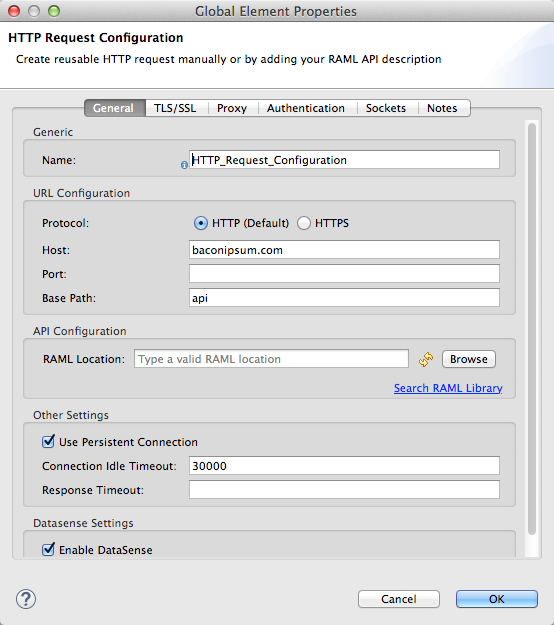 Global Element Properties
HTTP Request Configuration
Create reusable HTTP request manually or by adding your RAML API description
General TLS/SSL Proxy Authentication Sockets Notes
Generic
Name: HTTP_Request_Configuration
URL Configuration
Protocol: HTTP (Default) HTTPS
Host: baconipsum.com
Port:
Base Path: api
API Configuration
RAML Location: Type a valid RAML location Browse
Search RAML Library
Other Settings
Use Persistent Connection
Connection Idle Timeout: 30000
Response Timeout:
Datasense Settings
Enable DataSense
? Cancel OK